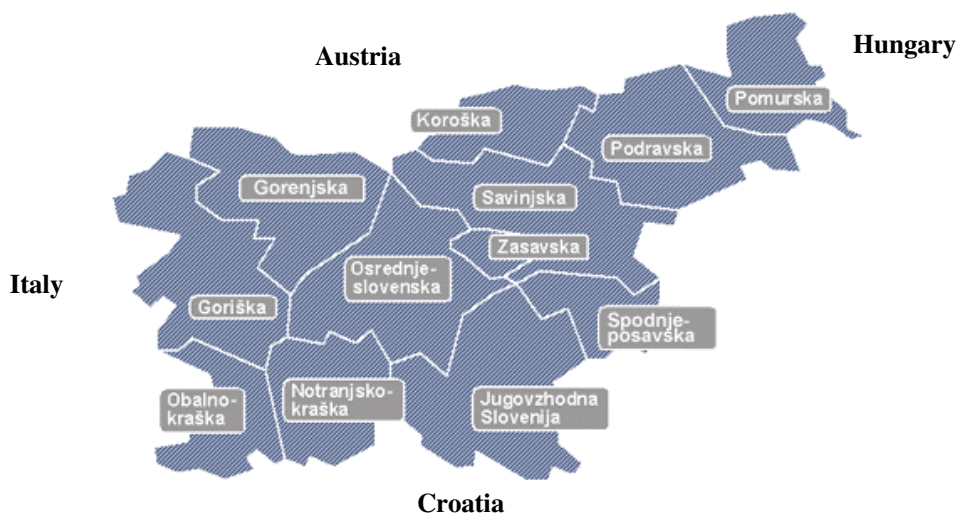 Austria
Hungary
Pomurska
Koroška
Podravska
Gorenjska
Savinjska
Zasavska
Osrednje-
slovenska
Italy
Goriška
Spodnje-
posavška
Obalno-
kraška
Notranjsko-
kraška
Jugovzhodna
Slovenija
Croatia